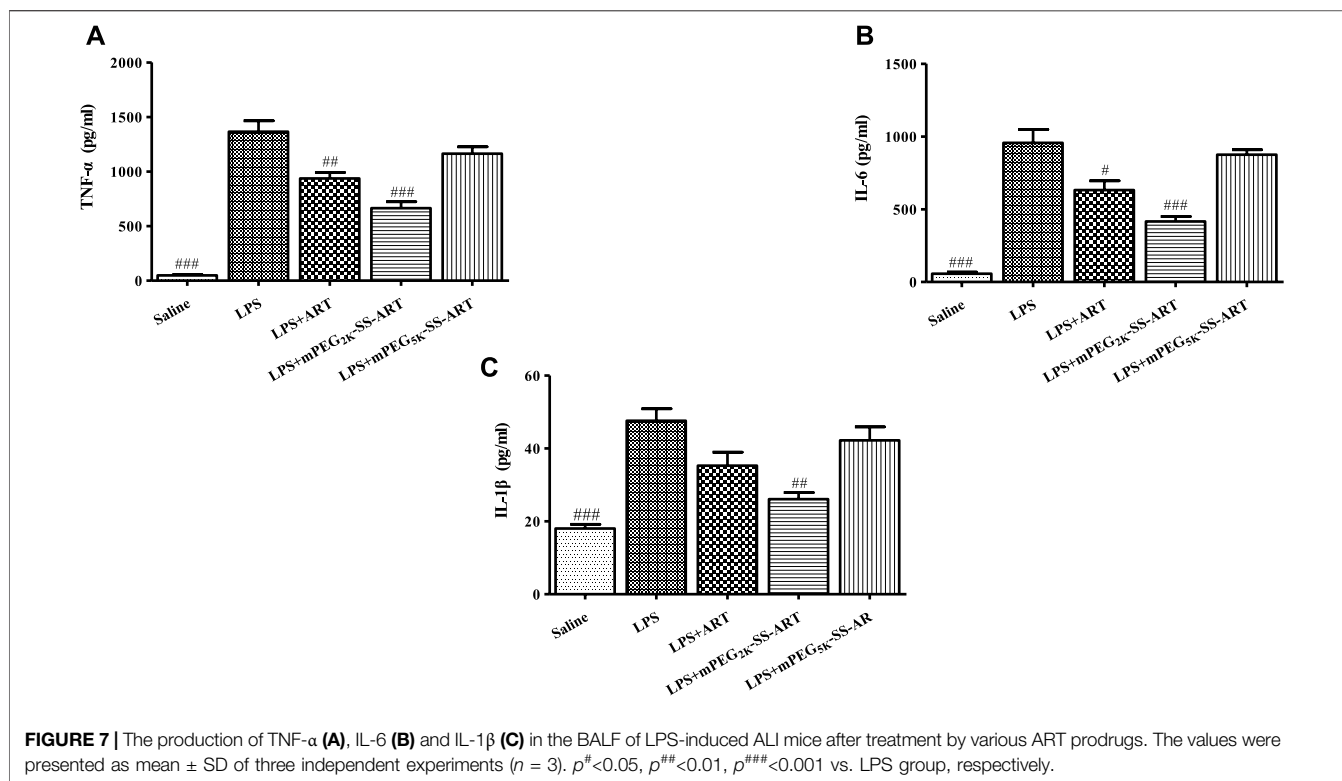 A
TNF-α (pg/ml)
2000
1500
1000
500
0
###
##
###
Saline
LPS
LPS+ART
LPS+mPEG2K-SS-ART
LPS+mPEG5K-SS-ART
B
IL-6 (pg/ml)
1500
1000
500
0
###
#
###
Saline
LPS
LPS+ART
LPS+mPEG2K-SS-ART
LPS+mPEG5K-SS-ART
C
IL-1β (pg/ml)
60
40
20
0
###
##
Saline
LPS
LPS+ART
LPS+mPEG2K-SS-ART
LPS+mPEG5K-SS-AR
FIGURE 7 | The production of TNF-α (A), IL-6 (B) and IL-1β (C) in the BALF of LPS-induced ALI mice after treatment by various ART prodrugs. The values were
presented as mean ± SD of three independent experiments (n = 3). p#<0.05, p##<0.01, p###<0.001 vs. LPS group, respectively.